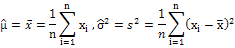 μ̂ = x̄ = 1/n ∑_{i=1}^{n} x_i , σ̂² = s² = 1/n ∑_{i=1}^{n} (x_i − x̄)²